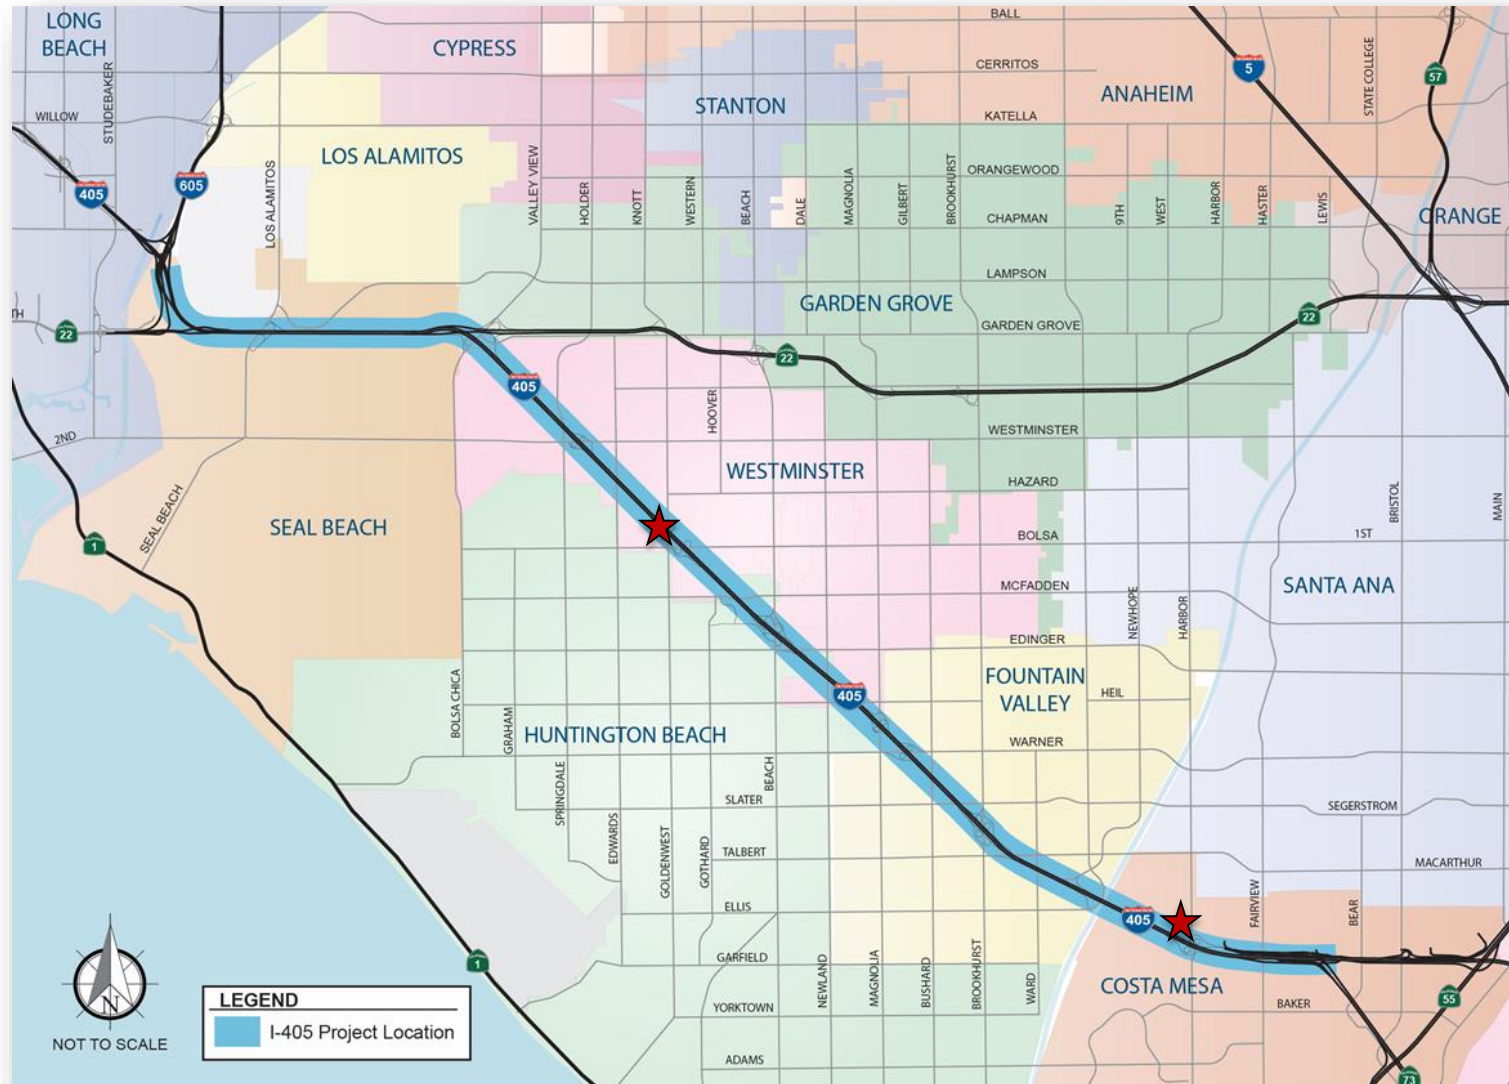 LONG
BEACH
CYPRESS
BALL
CERRITOS
STATE COLLEGE
5
57
ANAHEIM
STANTON
KATELLA
WILLOW
STUDEBAKER
LOS ALAMITOS
405
605
LOS ALAMITOS
VALLEY VIEW
HOLDER
KNOTT
WESTERN
BEACH
DALE
MAGNOLIA
GILBERT
BROOKHURST
ORANGEWOOD
CHAPMAN
9TH
WEST
HARBOR
HASTER
LEWIS
ORANGE
LAMPSON
GARDEN GROVE
GARDEN GROVE
22
TH
22
22
405
HOOVER
WESTMINSTER
2ND
WESTMINSTER
HAZARD
SEAL BEACH
SEAL BEACH
1
BOLSA
1ST
BRISTOL
MAIN
MCFADDEN
SANTA ANA
NEWHOPE
HARBOR
EDINGER
FOUNTAIN
VALLEY
HEIL
405
BOLSA CHICA
GRAHAM
HUNTINGTON BEACH
WARNER
SPRINGDALE
EDWARDS
GOLDENWEST
GOTHARD
BEACH
SLATER
SEGERSTROM
TALBERT
MACARTHUR
ELLIS
FAIRVIEW
BEAR
405
GARFIELD
NEWLAND
MAGNOLIA
BUSHARD
BROOKHURST
WARD
COSTA MESA
1
YORKTOWN
BAKER
55
ADAMS
73
N
NOT TO SCALE
LEGEND
I-405 Project Location